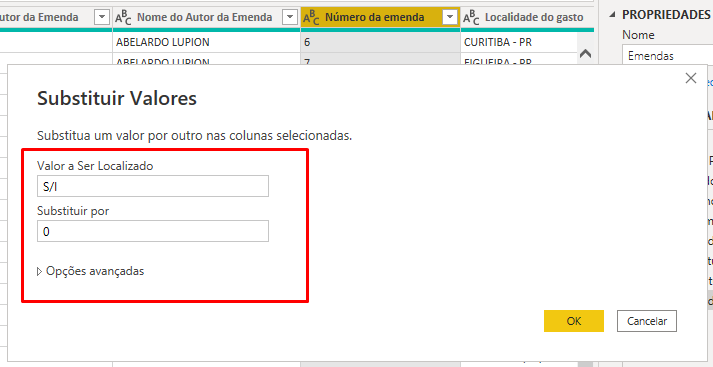 utor da Emenda
Nome do Autor da Emenda
Número da emenda
Localidade do gasto
PROPRIEDADES
Nome
ABELARDO LUPION
6
CURITIBA - PR
Emendas
ABELARDO LUPION
7
FIGUEIRA - PR
Substituir Valores
Substitua um valor por outro nas colunas selecionadas.
Valor a Ser Localizado
S/I
Substituir por
0
Opções avançadas
OK
Cancelar